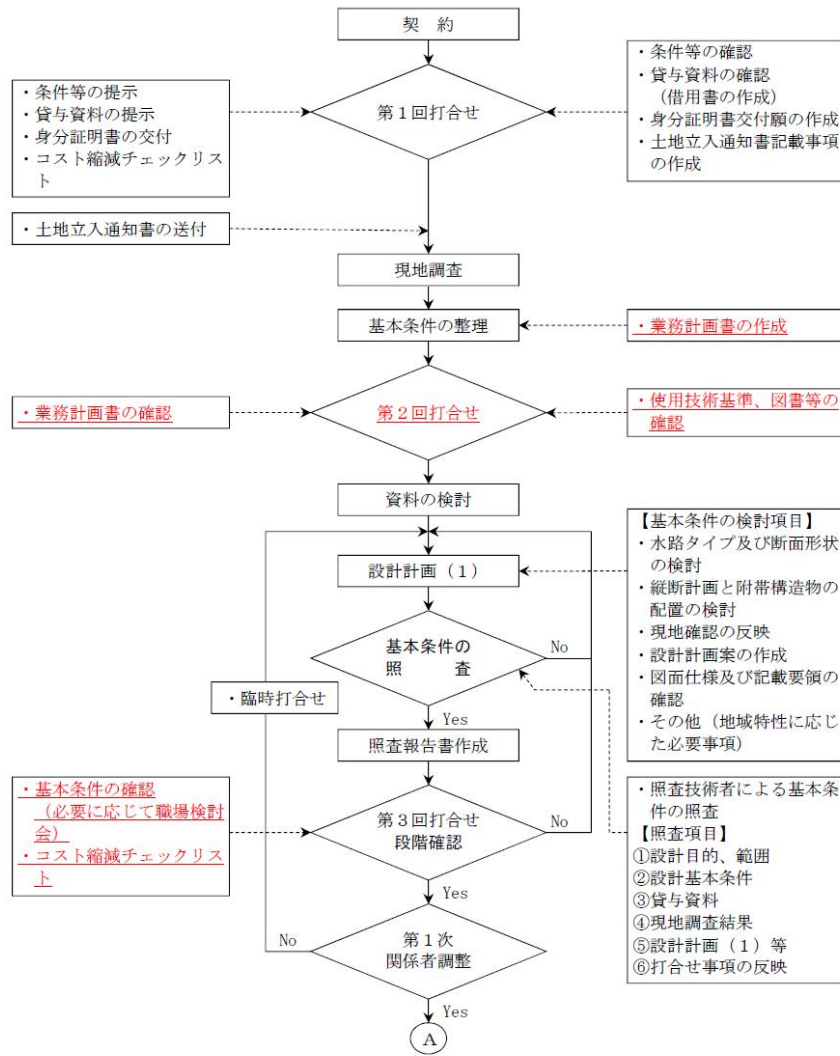 契　約
・条件等の提示
・貸与資料の提示
・身分証明書の交付
・コスト縮減チェックリス
ト
第１回打合せ
・条件等の確認
・貸与資料の確認
（借用書の作成）
・身分証明書交付願の作成
・土地立入通知書記載事項
の作成
・土地立入通知書の送付
現地調査
基本条件の整理
・業務計画書の作成
・業務計画書の確認
第２回打合せ
・使用技術基準、図書等の
確認
資料の検討
設計計画（１）
【基本条件の検討項目】
・水路タイプ及び断面形状
の検討
・縦断計画と附帯構造物の
配置の検討
・現地確認の反映
・設計計画案の作成
・図面仕様及び記載要領の
確認
・その他（地域特性に応じ
た必要事項）
基本条件の
照　　査
No
Yes
・臨時打合せ
照査報告書作成
・基本条件の確認
（必要に応じて職場検討
会）
・コスト縮減チェックリス
ト
第３回打合せ
段階確認
No
Yes
・照査技術者による基本条
件の照査
【照査項目】
①設計目的、範囲
②設計基本条件
③貸与資料
④現地調査結果
⑤設計計画（１）等
⑥打合せ事項の反映
No
第１次
関係者調整
Yes
A